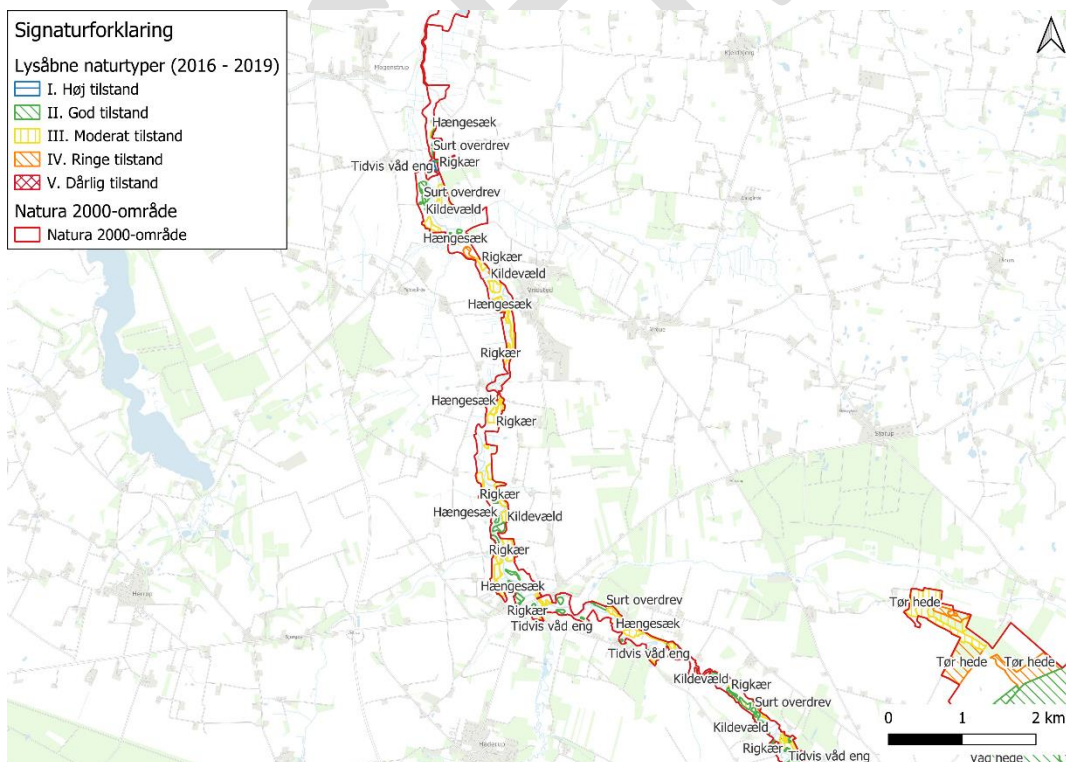 Signaturforklaring
Lysåbne naturtyper (2016 - 2019)
I. Høj tilstand
II. God tilstand
III. Moderat tilstand
IV. Ringe tilstand
V. Dårlig tilstand
Natura 2000-område
Natura 2000-område
Mogenstrup
Hængesæk
Surt overdrev
Tidvis våd eng
Rigkær
Surt overdrev
Kildevæld
Hængesæk
Rigkær
Kildevæld
Hængesæk
Rigkær
Hængesæk
Rigkær
Rigkær
Hængesæk
Kildevæld
Rigkær
Hængesæk
Rigkær
Surt overdrev
Tidvis våd eng
Hængesæk
Tidvis våd eng
Kildevæld
Rigkær
Surt overdrev
Kildevæld
Rigkær
Tidvis våd eng
Tør hede
Tør hede
Tør hede
0 1 2 km
Våd hede